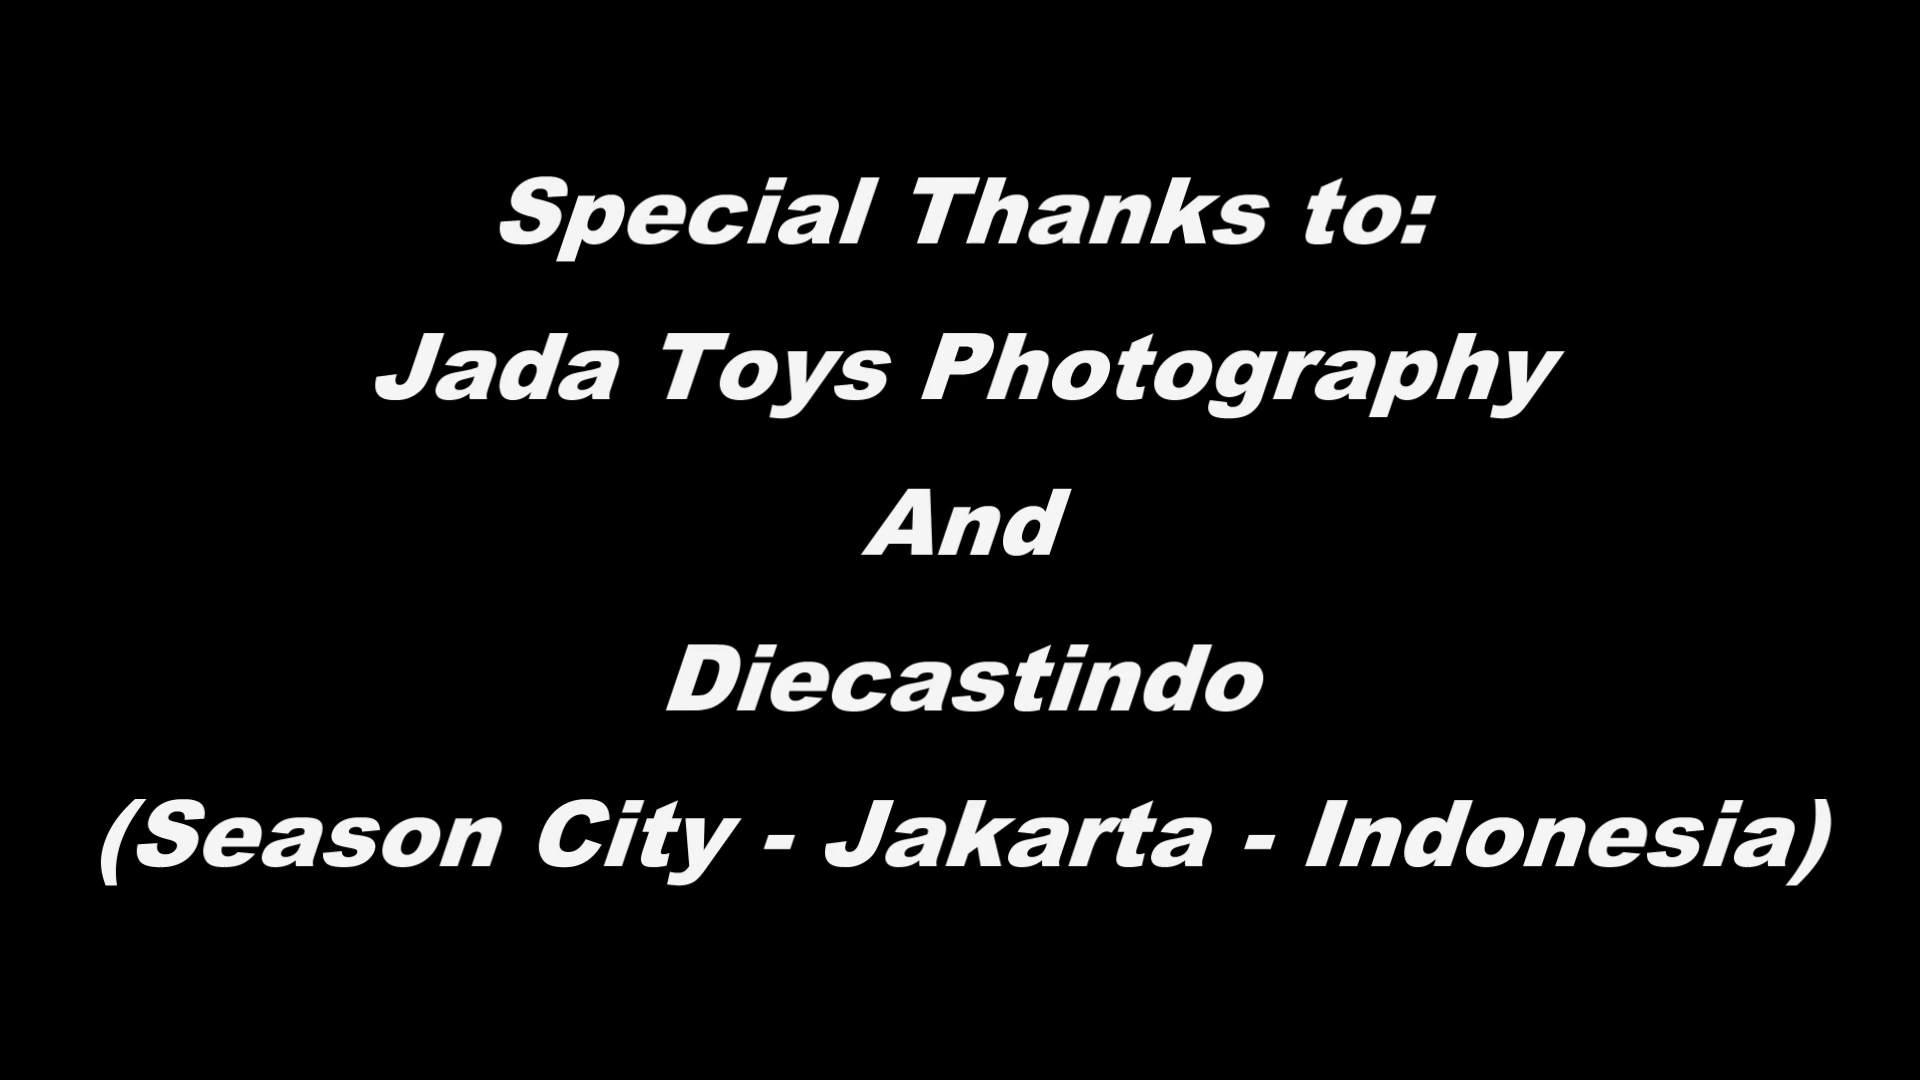 Special Thanks to:
Jada Toys Photography
And
Diecastindo
(Season City - Jakarta - Indonesia)